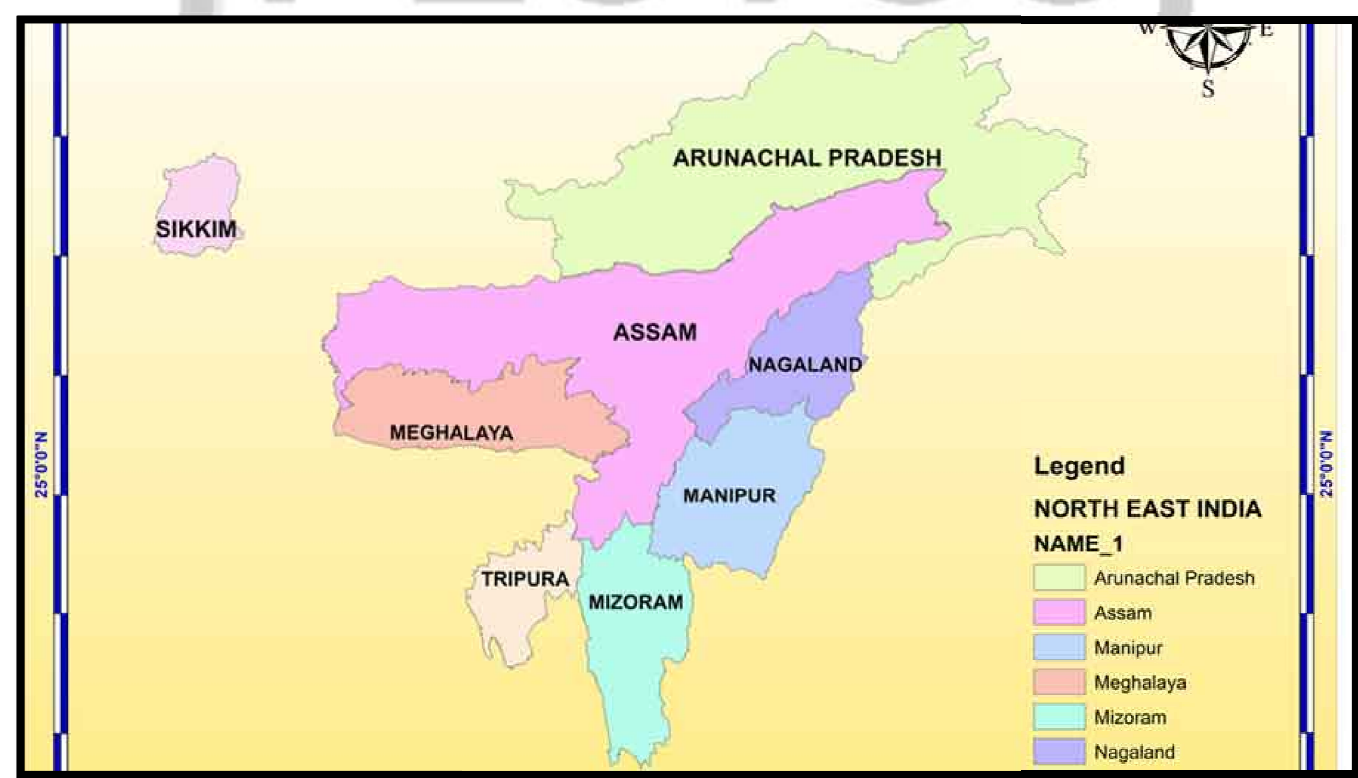 W E
S
ARUNACHAL PRADESH
SIKKIM
ASSAM
NAGALAND
MEGHALAYA
MANIPUR
TRIPURA
MIZORAM
25°0'0"N
25°0'0"N
Legend
NORTH EAST INDIA
NAME_1
Arunachal Pradesh
Assam
Manipur
Meghalaya
Mizoram
Nagaland